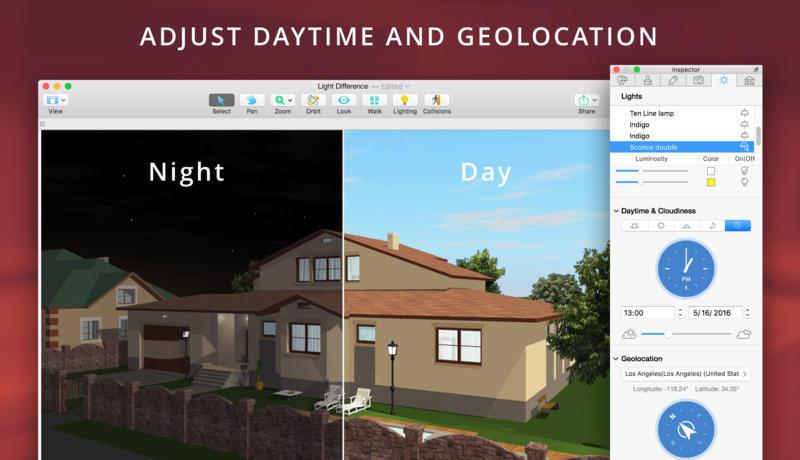 ADJUST DAYTIME AND GEOLOCATION
Inspector
Light Difference — Edited
View
Select
Pan
Zoom
Orbit
Look
Walk
Lighting
Collisions
Share
Lights
Ten Line lamp
Indigo
Indigo
Sconce double
Luminosity Color On|Off
Night
Day
Daytime & Cloudiness
PM
13:00 5/16/ 2016
Geolocation
Los Angeles(Los Angeles) (United Stat
Longitude: -118.24° Latitude: 34.05°
N
E
S
W